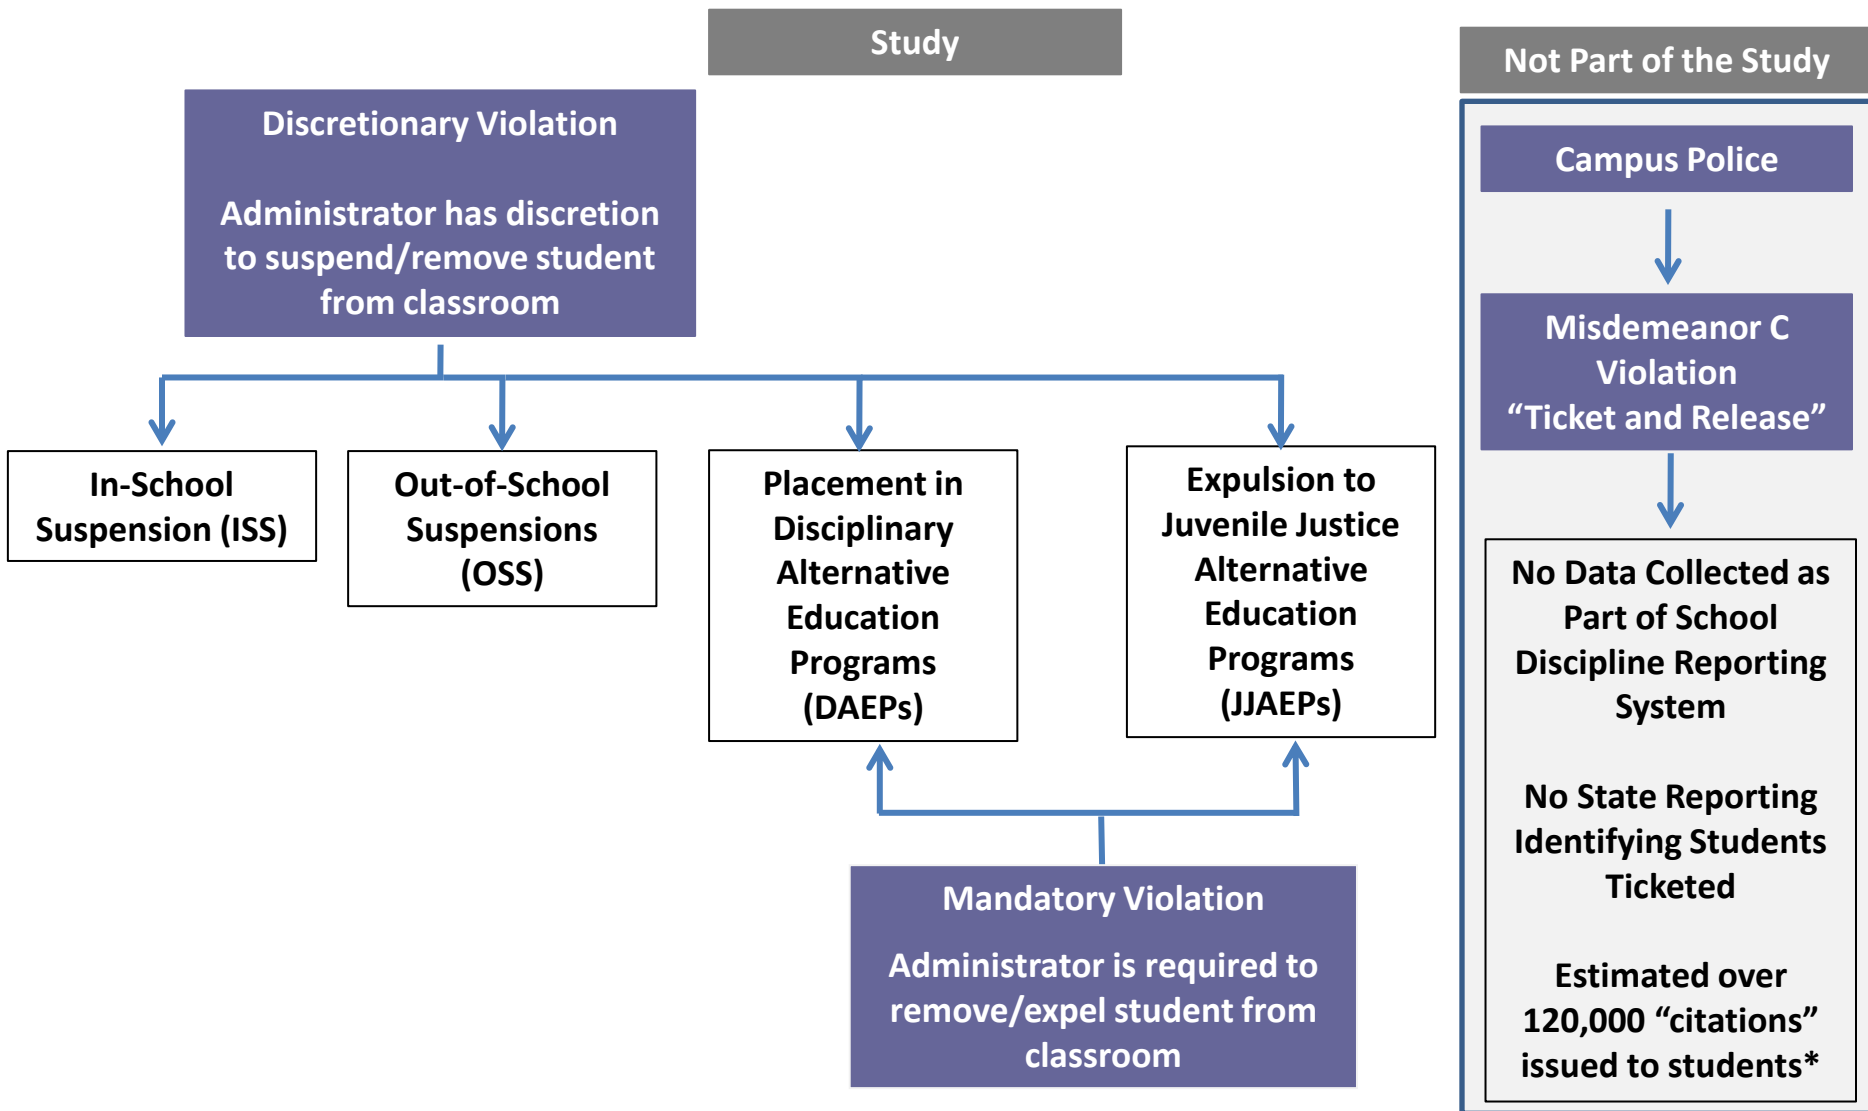 Study
Discretionary Violation
Administrator has discretion
to suspend/remove student
from classroom
In-School
Suspension (ISS)
Out-of-School
Suspensions
(OSS)
Placement in
Disciplinary
Alternative
Education
Programs
(DAEPs)
Expulsion to
Juvenile Justice
Alternative
Education
Programs
(JJAEPs)
Mandatory Violation
Administrator is required to
remove/expel student from
classroom
Not Part of the Study
Campus Police
Misdemeanor C
Violation
“Ticket and Release”
No Data Collected as
Part of School
Discipline Reporting
System
No State Reporting
Identifying Students
Ticketed
Estimated over
120,000 “citations”
issued to students*